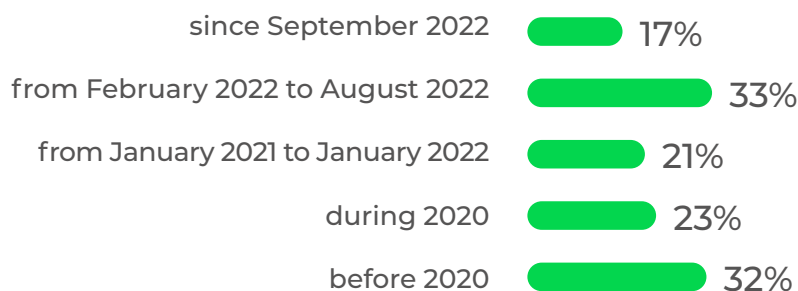 since September 2022 17%
from February 2022 to August 2022 33%
from January 2021 to January 2022 21%
during 2020 23%
before 2020 32%